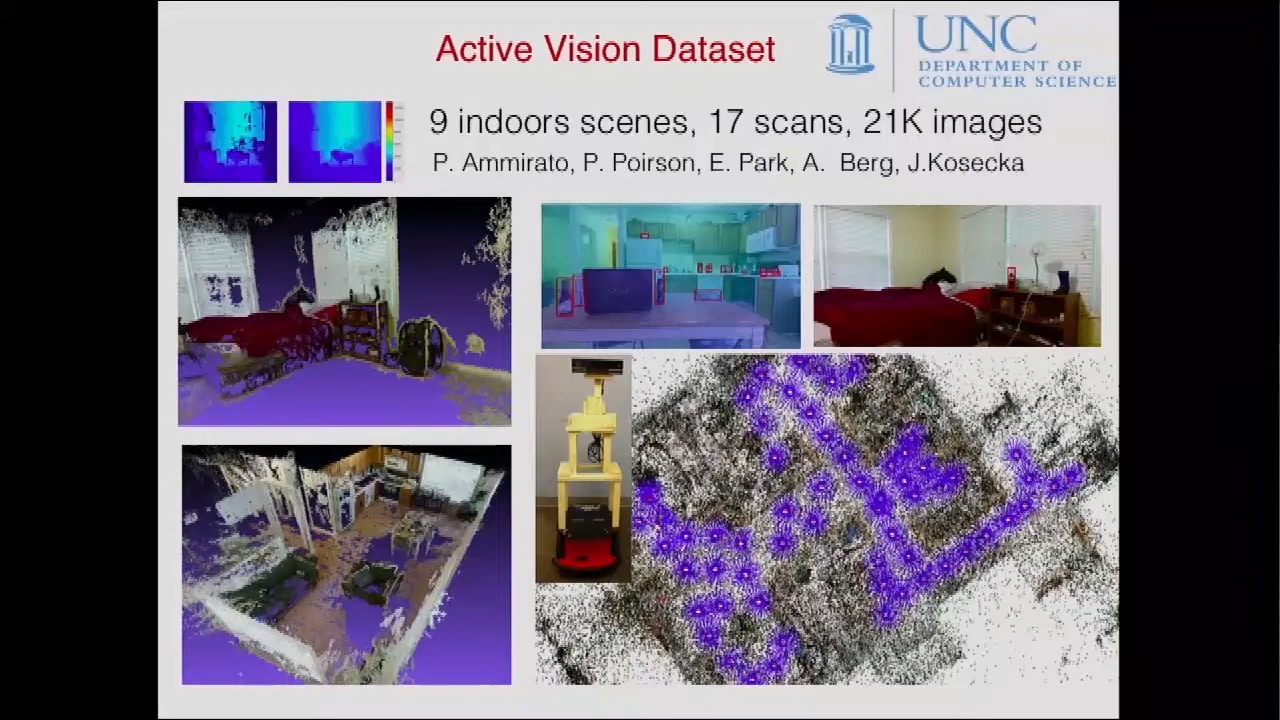 Active Vision Dataset
UNC
DEPARTMENT OF
COMPUTER SCIENCE
9 indoors scenes, 17 scans, 21K images
P. Ammirato, P. Poirson, E. Park, A. Berg, J.Kosecka